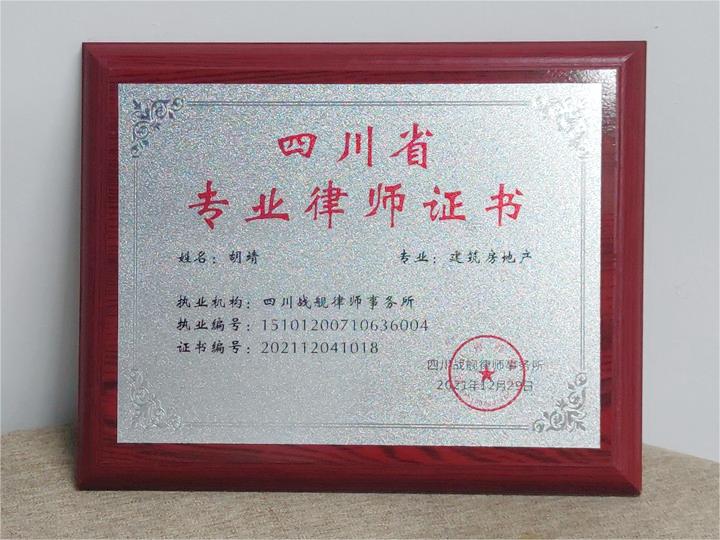 四川省
专业律师证书
姓名：胡靖
专业：建筑房地产
执业机构：四川战舰律师事务所
执业编号：15101200710636004
证书编号：202112041018
四川战舰律师事务所
2021年12月29日